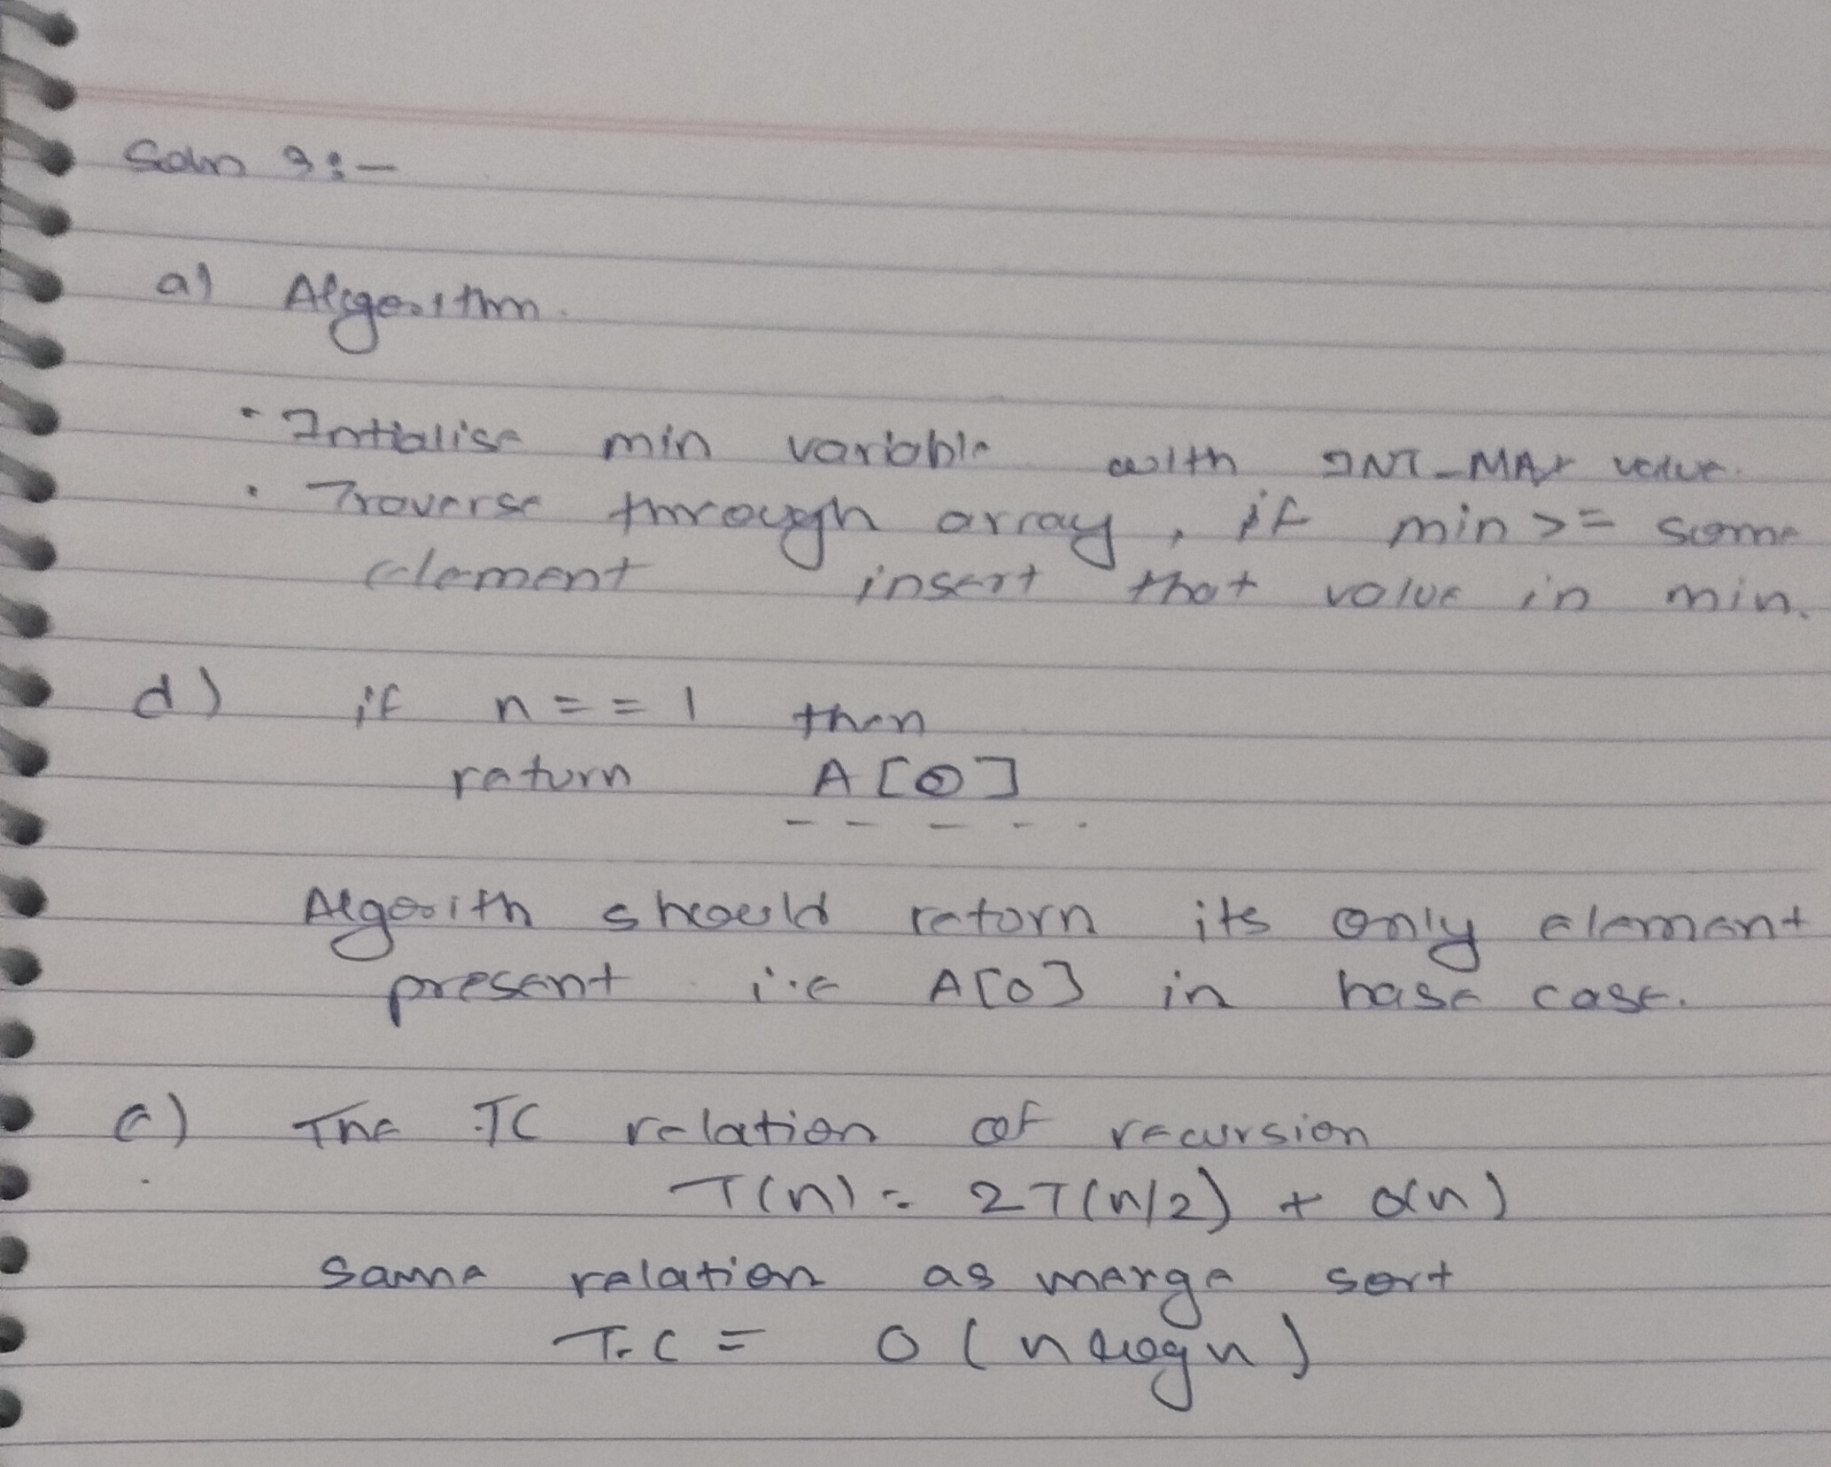 Soln 3:-
a) Algorithm.
• Intialise min variable with INT_MAX value.
• Traverse through array, if min >= some
element insert that value in min.
d) if n == 1 then
return A[0]
- - - - -
Algorith should return its only element
present i.e A[0] in base case.
e) The TC relation of recursion
T(n) = 2T(n/2) + O(n)
Same relation as merge sort
T.C = O(n log n)